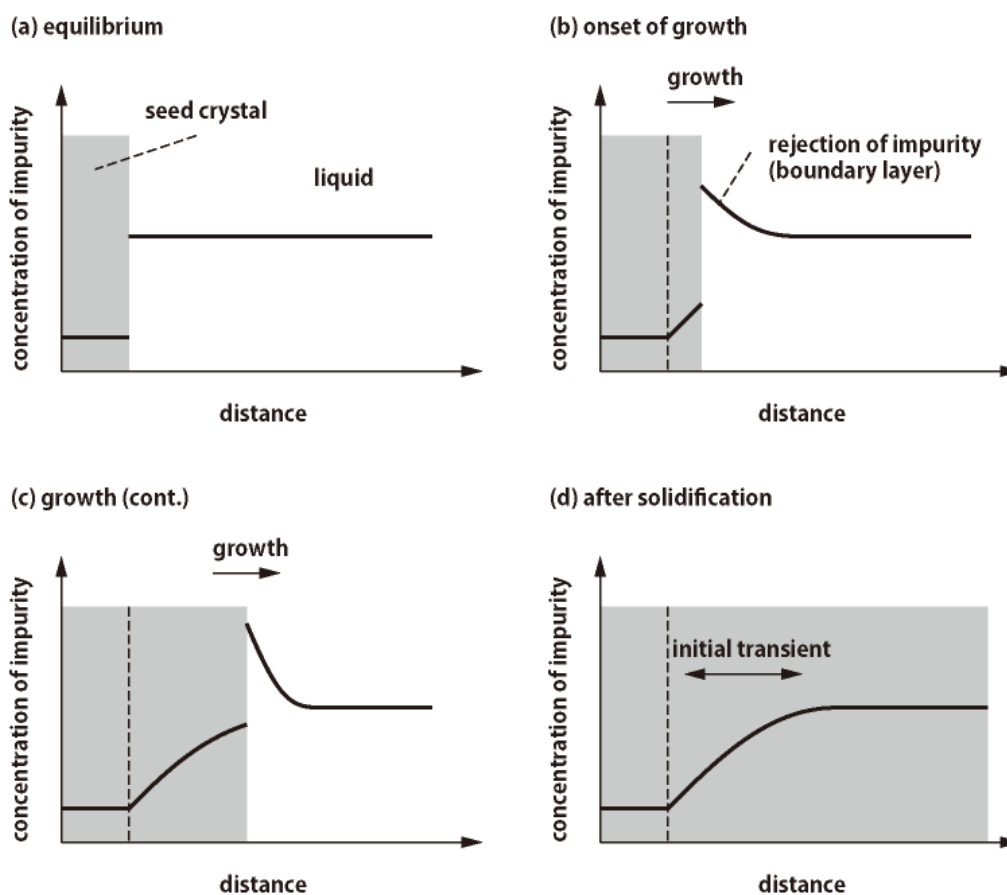 (a) equilibrium
concentration of impurity
seed crystal
liquid
distance
(b) onset of growth
concentration of impurity
growth
rejection of impurity
(boundary layer)
distance
(c) growth (cont.)
concentration of impurity
growth
distance
(d) after solidification
concentration of impurity
initial transient
distance